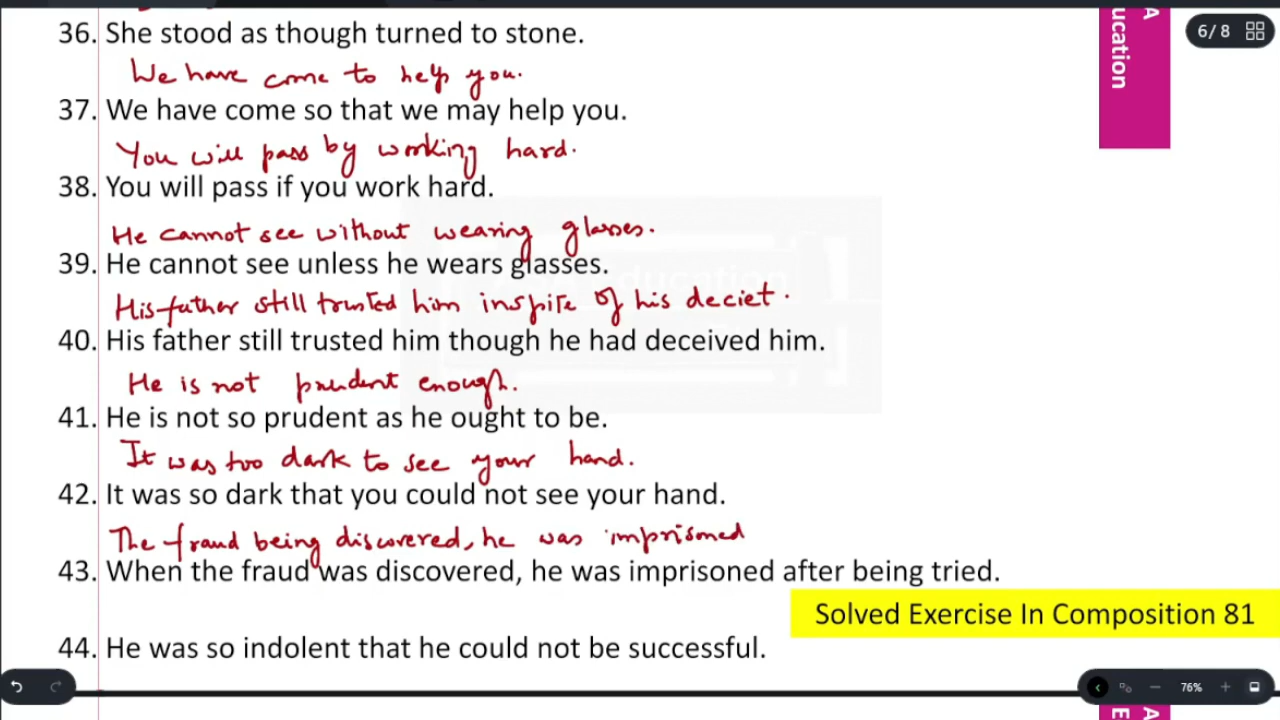 A
ucation
6/8
36. She stood as though turned to stone.
We have come to help you.
37. We have come so that we may help you.
You will pass by working hard.
38. You will pass if you work hard.
He cannot see without wearing glasses.
39. He cannot see unless he wears glasses.
His father still trusted him inspite of his deciet.
40. His father still trusted him though he had deceived him.
He is not prudent enough.
41. He is not so prudent as he ought to be.
It was too dark to see your hand.
42. It was so dark that you could not see your hand.
The fraud being discovered, he was imprisoned
43. When the fraud was discovered, he was imprisoned after being tried.
Solved Exercise In Composition 81
44. He was so indolent that he could not be successful.
76%
A
E